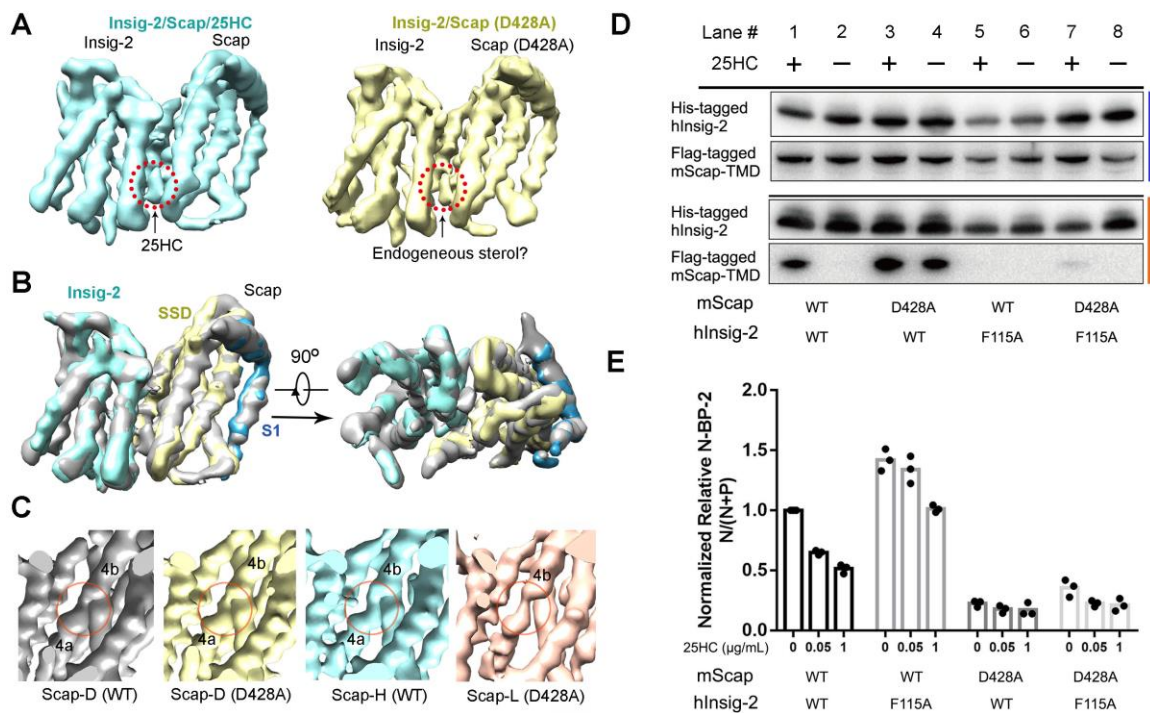 A
Insig-2/Scap/25HC
Insig-2
Scap
25HC
Insig-2/Scap (D428A)
Insig-2
Scap (D428A)
Endogeneous sterol?
B
Insig-2
SSD
Scap
S1
90º
C
4b
4a
Scap-D (WT)
4b
4a
Scap-D (D428A)
4b
4a
Scap-H (WT)
4b
Scap-L (D428A)
D
Lane # 1 2 3 4 5 6 7 8
25HC + − + − + − + −
His-tagged
hInsig-2
Flag-tagged
mScap-TMD
His-tagged
hInsig-2
Flag-tagged
mScap-TMD
mScap WT D428A WT D428A
hInsig-2 WT WT F115A F115A
E
Normalized Relative N-BP-2
N/(N+P)
2.0
1.5
1.0
0.5
0.0
25HC (µg/mL) 0 0.05 1 0 0.05 1 0 0.05 1 0 0.05 1
mScap WT WT D428A D428A
hInsig-2 WT F115A WT F115A